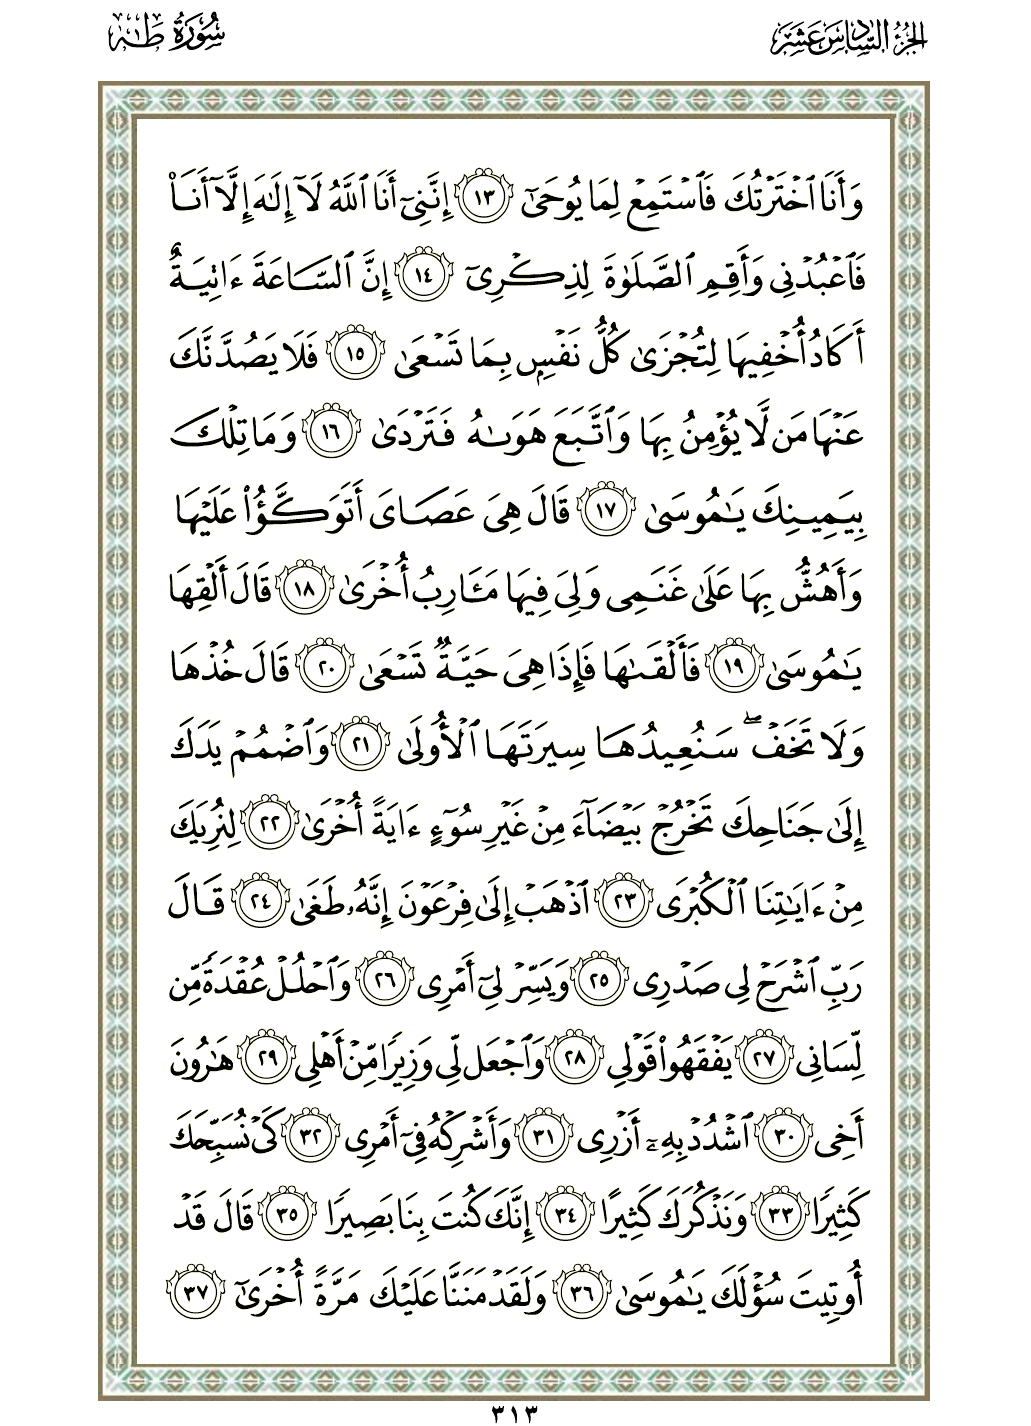 الجزء السادس عشر
سورة طه
وَأَنَا ٱخْتَرْتُكَ فَٱسْتَمِعْ لِمَا يُوحَىٰٓ ١٣ إِنَّنِىٓ أَنَا ٱللَّهُ لَآ إِلَٰهَ إِلَّآ أَنَا۠
فَٱعْبُدْنِى وَأَقِمِ ٱلصَّلَوٰةَ لِذِكْرِىٓ ١٤ إِنَّ ٱلسَّاعَةَ ءَاتِيَةٌ
أَكَادُ أُخْفِيهَا لِتُجْزَىٰ كُلُّ نَفْسٍۭ بِمَا تَسْعَىٰ ١٥ فَلَا يَصُدَّنَّكَ
عَنْهَا مَن لَّا يُؤْمِنُ بِهَا وَٱتَّبَعَ هَوَىٰهُ فَتَرْدَىٰ ١٦ وَمَا تِلْكَ
بِيَمِينِكَ يَٰمُوسَىٰ ١٧ قَالَ هِىَ عَصَاىَ أَتَوَكَّؤُا۟ عَلَيْهَا
وَأَهُشُّ بِهَا عَلَىٰ غَنَمِى وَلِىَ فِيهَا مَـَٔارِبُ أُخْرَىٰ ١٨ قَالَ أَلْقِهَا
يَٰمُوسَىٰ ١٩ فَأَلْقَىٰهَا فَإِذَا هِىَ حَيَّةٌ تَسْعَىٰ ٢٠ قَالَ خُذْهَا
وَلَا تَخَفْ ۖ سَنُعِيدُهَا سِيرَتَهَا ٱلْأُولَىٰ ٢١ وَٱضْمُمْ يَدَكَ
إِلَىٰ جَنَاحِكَ تَخْرُجْ بَيْضَآءَ مِنْ غَيْرِ سُوٓءٍ ءَايَةً أُخْرَىٰ ٢٢ لِنُرِيَكَ
مِنْ ءَايَٰتِنَا ٱلْكُبْرَى ٢٣ ٱذْهَبْ إِلَىٰ فِرْعَوْنَ إِنَّهُۥ طَغَىٰ ٢٤ قَالَ
رَبِّ ٱشْرَحْ لِى صَدْرِى ٢٥ وَيَسِّرْ لِىٓ أَمْرِى ٢٦ وَٱحْلُلْ عُقْدَةً مِّن
لِّسَانِى ٢٧ يَفْقَهُوا۟ قَوْلِى ٢٨ وَٱجْعَل لِّى وَزِيرًا مِّنْ أَهْلِى ٢٩ هَٰرُونَ
أَخِى ٣٠ ٱشْدُدْ بِهِۦٓ أَزْرِى ٣١ وَأَشْرِكْهُ فِىٓ أَمْرِى ٣٢ كَىْ نُسَبِّحَكَ
كَثِيرًا ٣٣ وَنَذْكُرَكَ كَثِيرًا ٣٤ إِنَّكَ كُنتَ بِنَا بَصِيرًا ٣٥ قَالَ قَدْ
أُوتِيتَ سُؤْلَكَ يَٰمُوسَىٰ ٣٦ وَلَقَدْ مَنَنَّا عَلَيْكَ مَرَّةً أُخْرَىٰٓ ٣٧
٣١٣